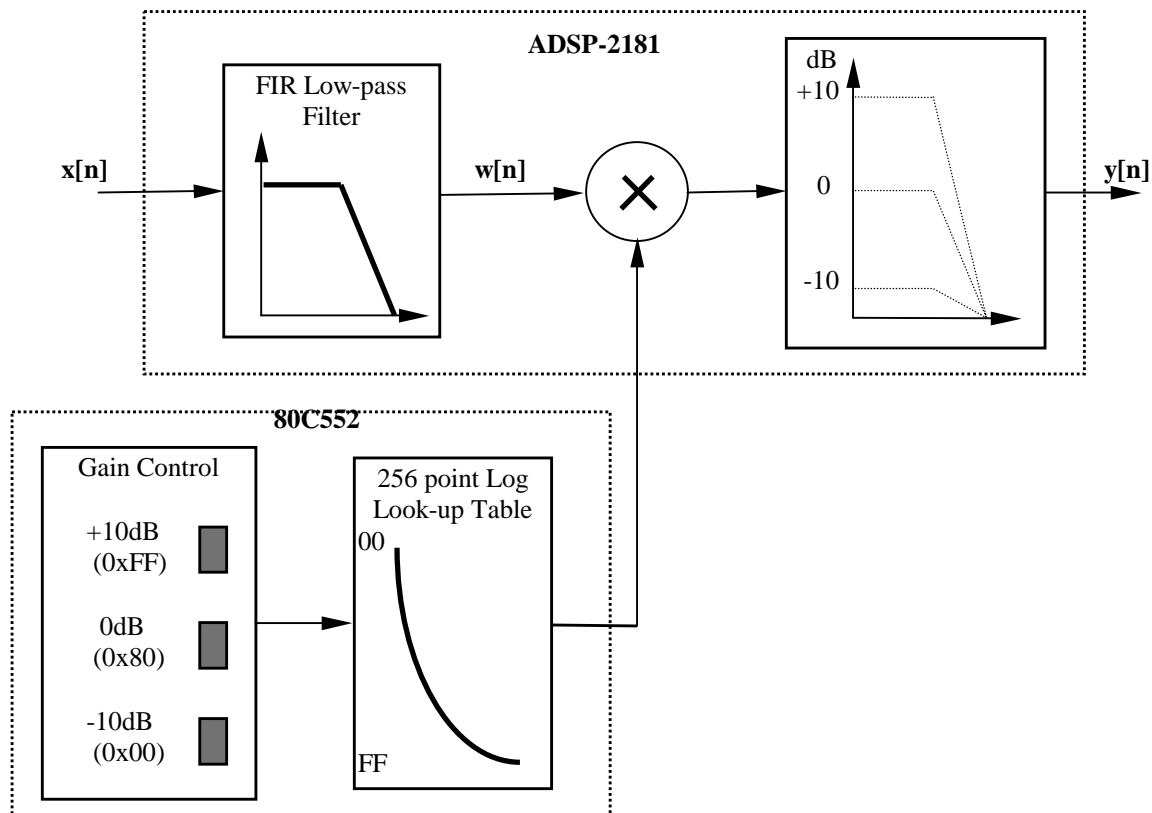 ADSP-2181
FIR Low-pass
Filter
x[n]
w[n]
dB
+10
0
-10
y[n]
80C552
Gain Control
+10dB
(0xFF)
0dB
(0x80)
-10dB
(0x00)
256 point Log
Look-up Table
00
FF